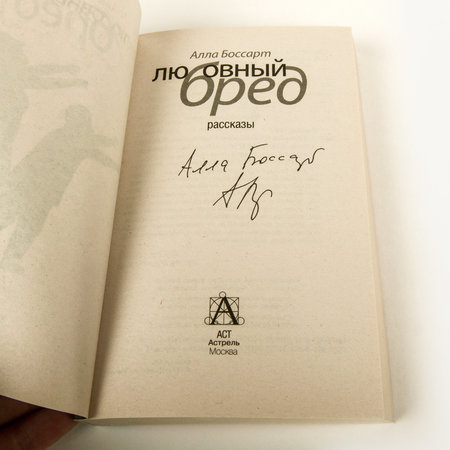 Алла Боссарт
любовный
бред
рассказы
Алла Боссарт
АСТ
Астрель
Москва